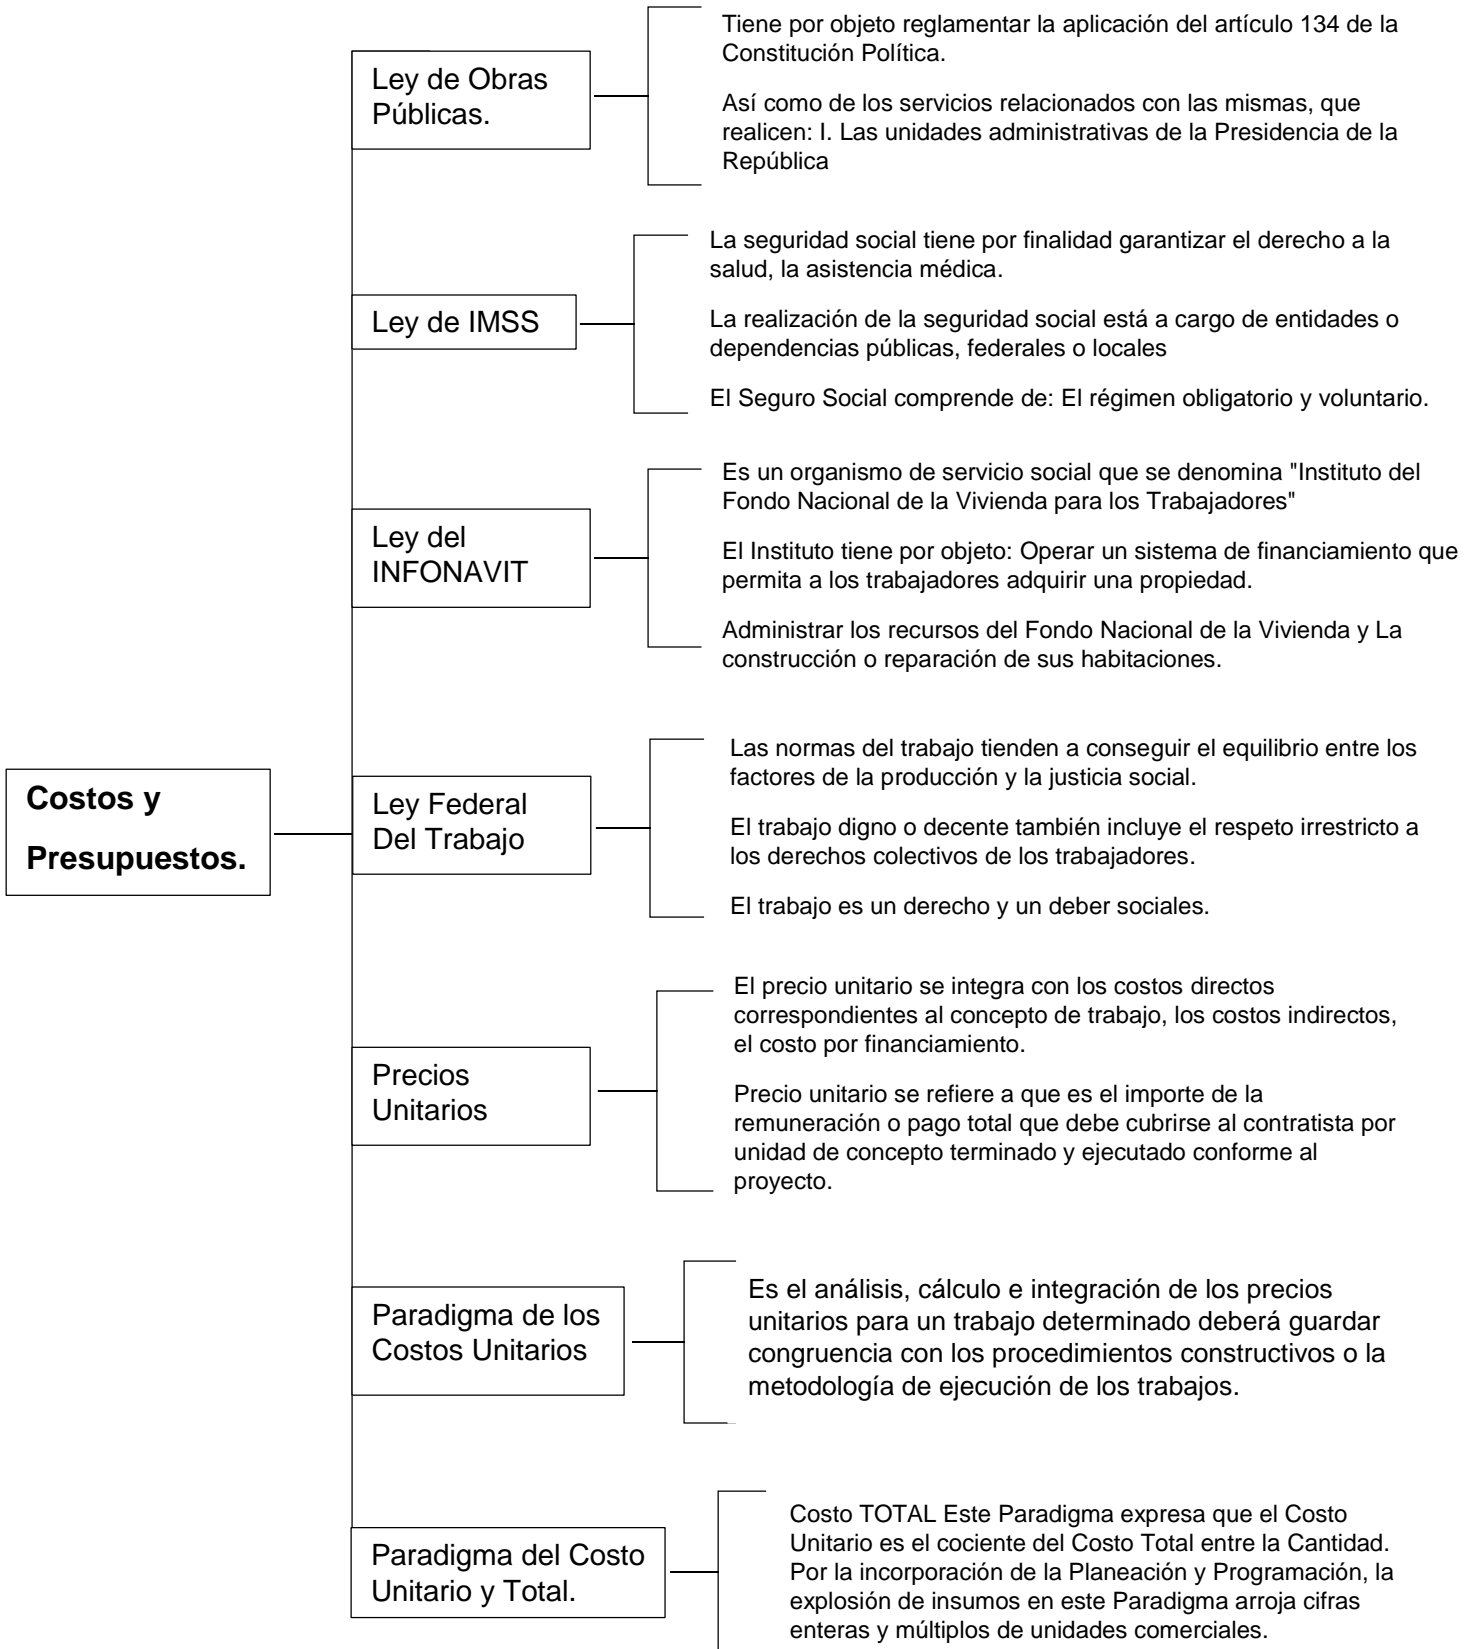 Costos y
Presupuestos.
Ley de Obras
Públicas.
Tiene por objeto reglamentar la aplicación del artículo 134 de la
Constitución Política.
Así como de los servicios relacionados con las mismas, que
realicen: I. Las unidades administrativas de la Presidencia de la
República
Ley de IMSS
La seguridad social tiene por finalidad garantizar el derecho a la
salud, la asistencia médica.
La realización de la seguridad social está a cargo de entidades o
dependencias públicas, federales o locales
El Seguro Social comprende de: El régimen obligatorio y voluntario.
Ley del
INFONAVIT
Es un organismo de servicio social que se denomina "Instituto del
Fondo Nacional de la Vivienda para los Trabajadores"
El Instituto tiene por objeto: Operar un sistema de financiamiento que
permita a los trabajadores adquirir una propiedad.
Administrar los recursos del Fondo Nacional de la Vivienda y La
construcción o reparación de sus habitaciones.
Ley Federal
Del Trabajo
Las normas del trabajo tienden a conseguir el equilibrio entre los
factores de la producción y la justicia social.
El trabajo digno o decente también incluye el respeto irrestricto a
los derechos colectivos de los trabajadores.
El trabajo es un derecho y un deber sociales.
Precios
Unitarios
El precio unitario se integra con los costos directos
correspondientes al concepto de trabajo, los costos indirectos,
el costo por financiamiento.
Precio unitario se refiere a que es el importe de la
remuneración o pago total que debe cubrirse al contratista por
unidad de concepto terminado y ejecutado conforme al
proyecto.
Paradigma de los
Costos Unitarios
Es el análisis, cálculo e integración de los precios
unitarios para un trabajo determinado deberá guardar
congruencia con los procedimientos constructivos o la
metodología de ejecución de los trabajos.
Paradigma del Costo
Unitario y Total.
Costo TOTAL Este Paradigma expresa que el Costo
Unitario es el cociente del Costo Total entre la Cantidad.
Por la incorporación de la Planeación y Programación, la
explosión de insumos en este Paradigma arroja cifras
enteras y múltiplos de unidades comerciales.